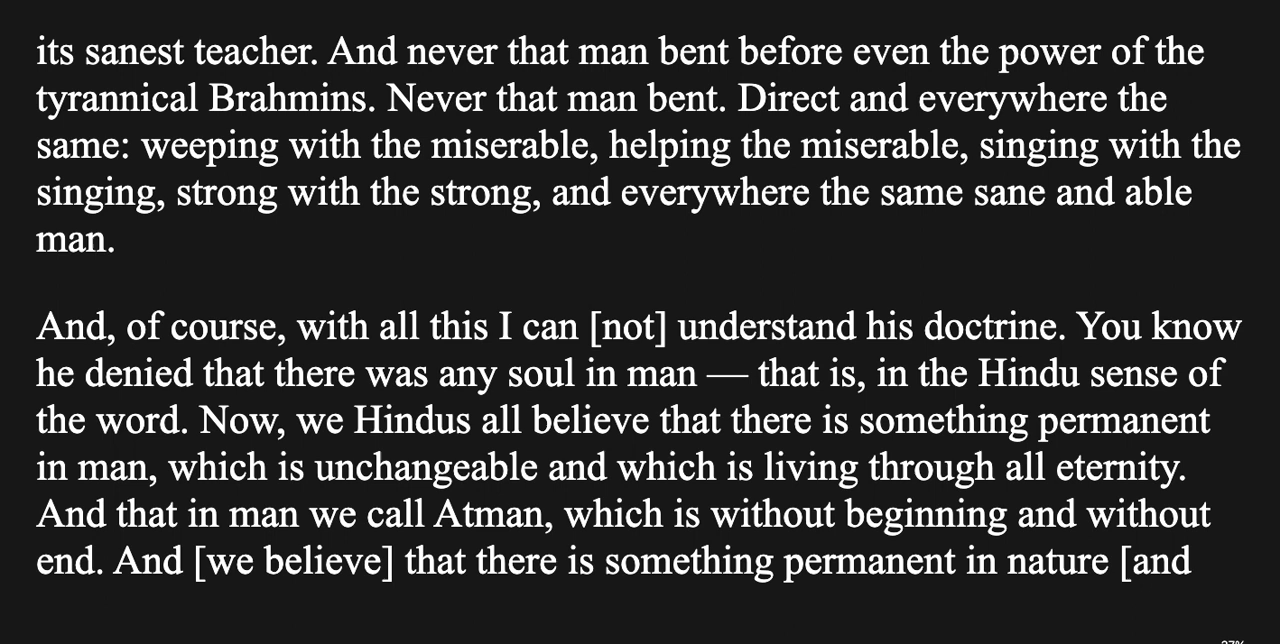 its sanest teacher. And never that man bent before even the power of the
tyrannical Brahmins. Never that man bent. Direct and everywhere the
same: weeping with the miserable, helping the miserable, singing with the
singing, strong with the strong, and everywhere the same sane and able
man.
And, of course, with all this I can [not] understand his doctrine. You know
he denied that there was any soul in man — that is, in the Hindu sense of
the word. Now, we Hindus all believe that there is something permanent
in man, which is unchangeable and which is living through all eternity.
And that in man we call Atman, which is without beginning and without
end. And [we believe] that there is something permanent in nature [and